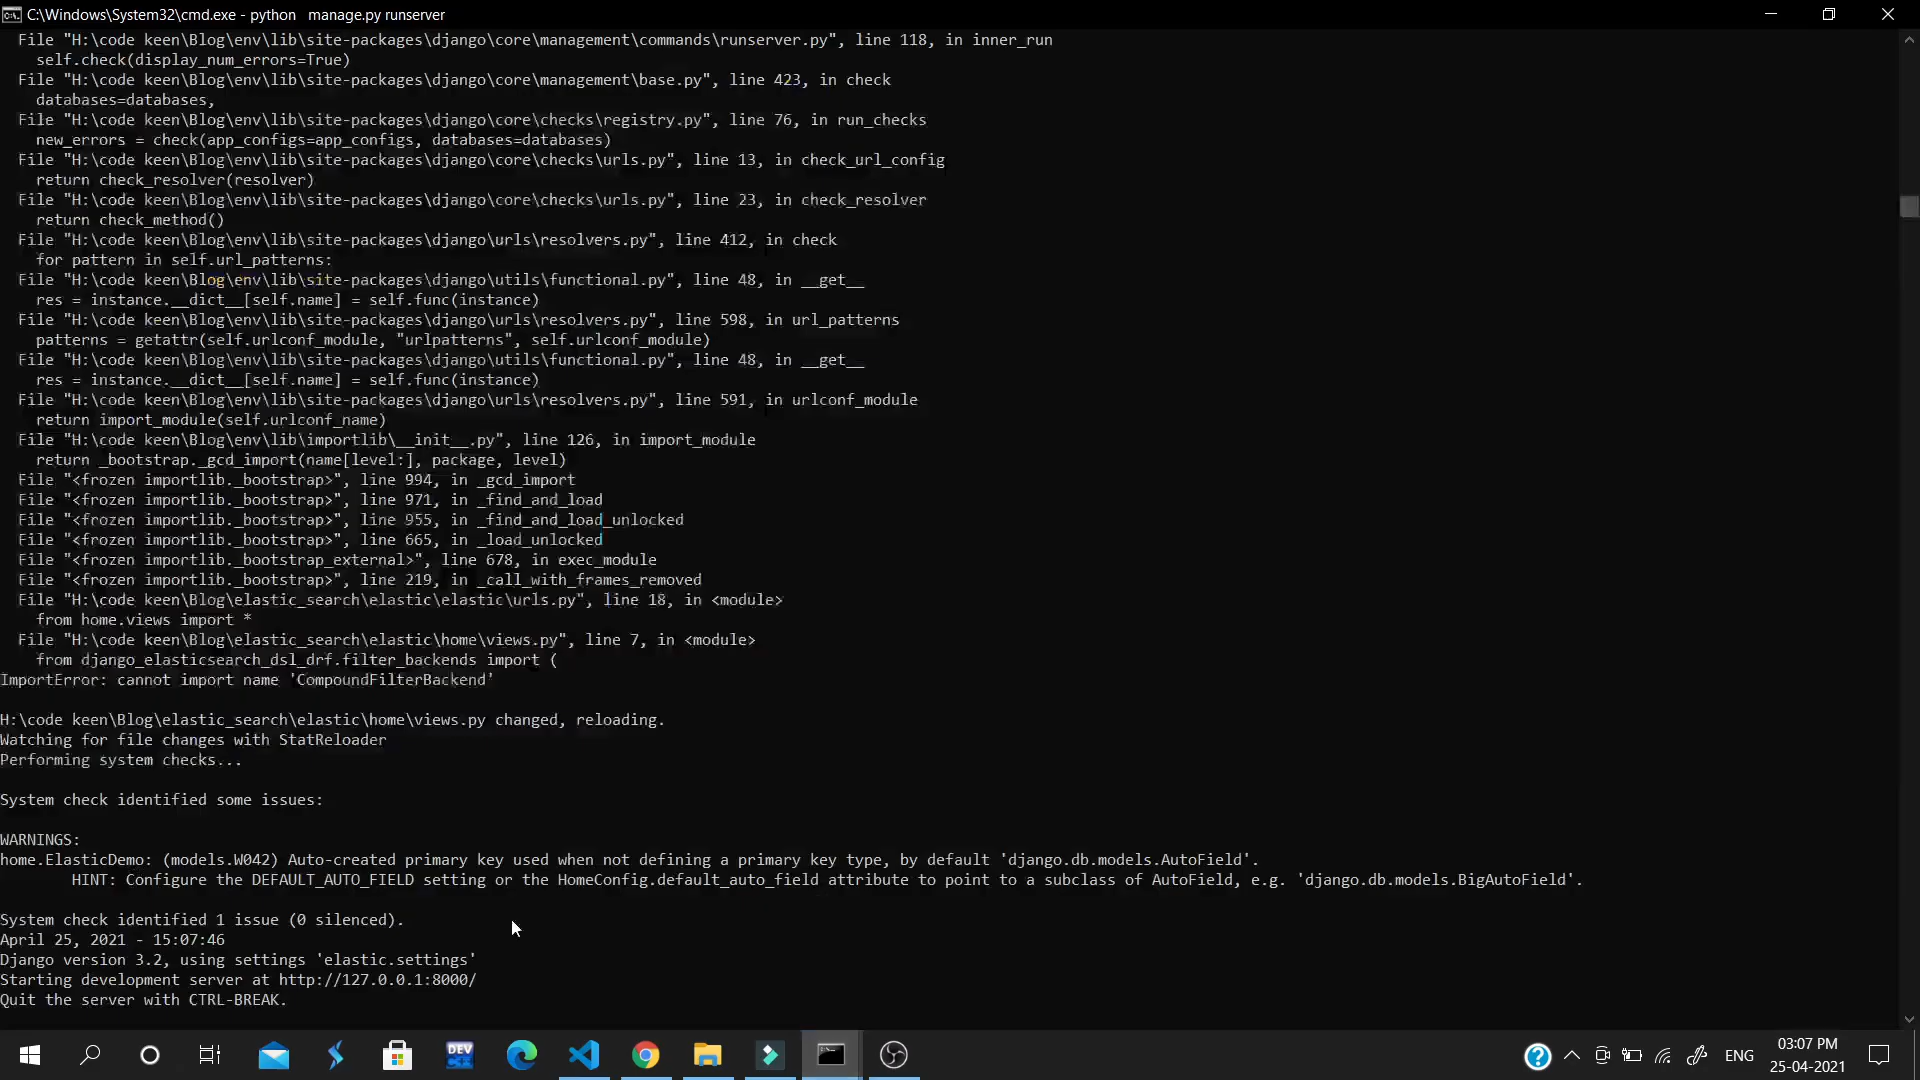 C:\Windows\System32\cmd.exe - python   manage.py runserver
File "H:\code keen\Blog\env\lib\site-packages\django\core\management\commands\runserver.py", line 118, in inner_run
self.check(display_num_errors=True)
File "H:\code keen\Blog\env\lib\site-packages\django\core\management\base.py", line 423, in check
databases=databases,
File "H:\code keen\Blog\env\lib\site-packages\django\core\checks\registry.py", line 76, in run_checks
new_errors = check(app_configs=app_configs, databases=databases)
File "H:\code keen\Blog\env\lib\site-packages\django\core\checks\urls.py", line 13, in check_url_config
return check_resolver(resolver)
File "H:\code keen\Blog\env\lib\site-packages\django\core\checks\urls.py", line 23, in check_resolver
return check_method()
File "H:\code keen\Blog\env\lib\site-packages\django\urls\resolvers.py", line 412, in check
for pattern in self.url_patterns:
File "H:\code keen\Blog\env\lib\site-packages\django\utils\functional.py", line 48, in __get__
res = instance.__dict__[self.name] = self.func(instance)
File "H:\code keen\Blog\env\lib\site-packages\django\urls\resolvers.py", line 598, in url_patterns
patterns = getattr(self.urlconf_module, "urlpatterns", self.urlconf_module)
File "H:\code keen\Blog\env\lib\site-packages\django\utils\functional.py", line 48, in __get__
res = instance.__dict__[self.name] = self.func(instance)
File "H:\code keen\Blog\env\lib\site-packages\django\urls\resolvers.py", line 591, in urlconf_module
return import_module(self.urlconf_name)
File "H:\code keen\Blog\env\lib\importlib\__init__.py", line 126, in import_module
return _bootstrap._gcd_import(name[level:], package, level)
File "<frozen importlib._bootstrap>", line 994, in _gcd_import
File "<frozen importlib._bootstrap>", line 971, in _find_and_load
File "<frozen importlib._bootstrap>", line 955, in _find_and_load_unlocked
File "<frozen importlib._bootstrap>", line 665, in _load_unlocked
File "<frozen importlib._bootstrap_external>", line 678, in exec_module
File "<frozen importlib._bootstrap>", line 219, in _call_with_frames_removed
File "H:\code keen\Blog\elastic_search\elastic\elastic\urls.py", line 18, in <module>
from home.views import *
File "H:\code keen\Blog\elastic_search\elastic\home\views.py", line 7, in <module>
from django_elasticsearch_dsl_drf.filter_backends import (
ImportError: cannot import name 'CompoundFilterBackend'
H:\code keen\Blog\elastic_search\elastic\home\views.py changed, reloading.
Watching for file changes with StatReloader
Performing system checks...
System check identified some issues:
WARNINGS:
home.ElasticDemo: (models.W042) Auto-created primary key used when not defining a primary key type, by default 'django.db.models.AutoField'.
HINT: Configure the DEFAULT_AUTO_FIELD setting or the HomeConfig.default_auto_field attribute to point to a subclass of AutoField, e.g. 'django.db.models.BigAutoField'.
System check identified 1 issue (0 silenced).
April 25, 2021 - 15:07:46
Django version 3.2, using settings 'elastic.settings'
Starting development server at http://127.0.0.1:8000/
Quit the server with CTRL-BREAK.
DEV
ENG
03:07 PM
25-04-2021